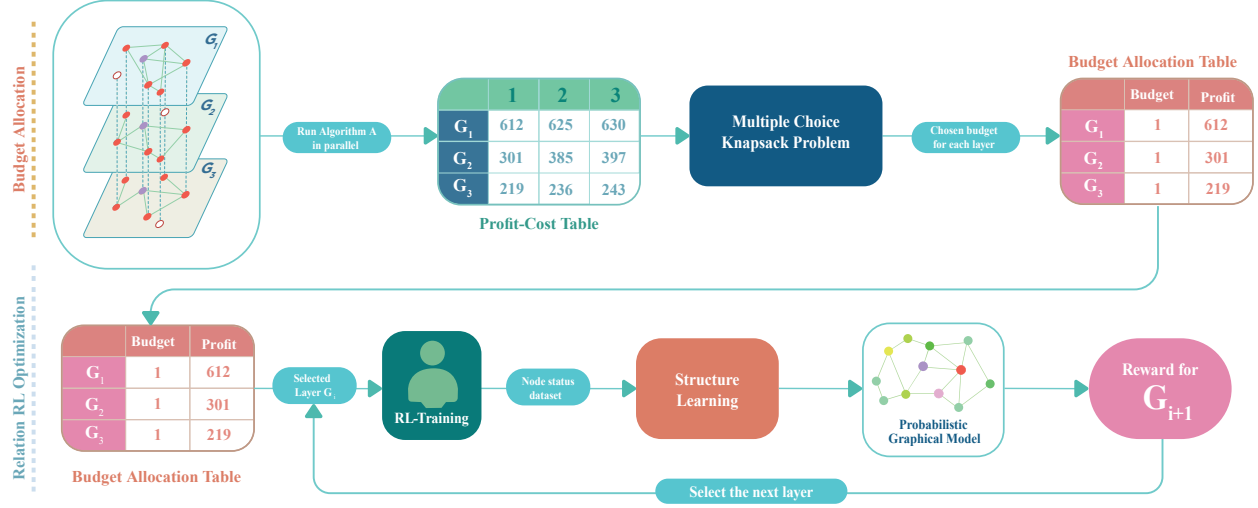 Budget Allocation
G1
G2
G3
Run Algorithm A
in parallel
1 2 3
G1 612 625 630
G2 301 385 397
G3 219 236 243
Profit-Cost Table
Multiple Choice
Knapsack Problem
Chosen budget
for each layer
Budget Allocation Table
Budget Profit
G1 1 612
G2 1 301
G3 1 219
Relation RL Optimization
Budget Profit
G1 1 612
G2 1 301
G3 1 219
Budget Allocation Table
Selected
Layer Gi
RL-Training
Node status
dataset
Structure
Learning
Probabilistic
Graphical Model
Reward for
Gi+1
Select the next layer